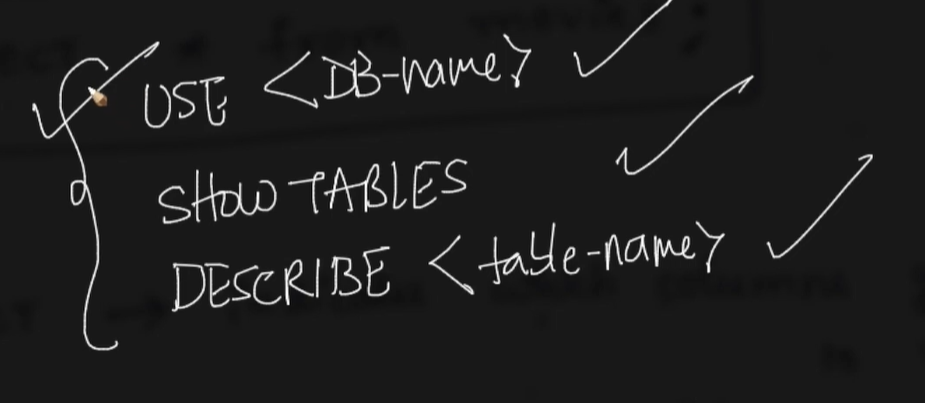 USE <DB-name>
SHOW TABLES
DESCRIBE <table-name>